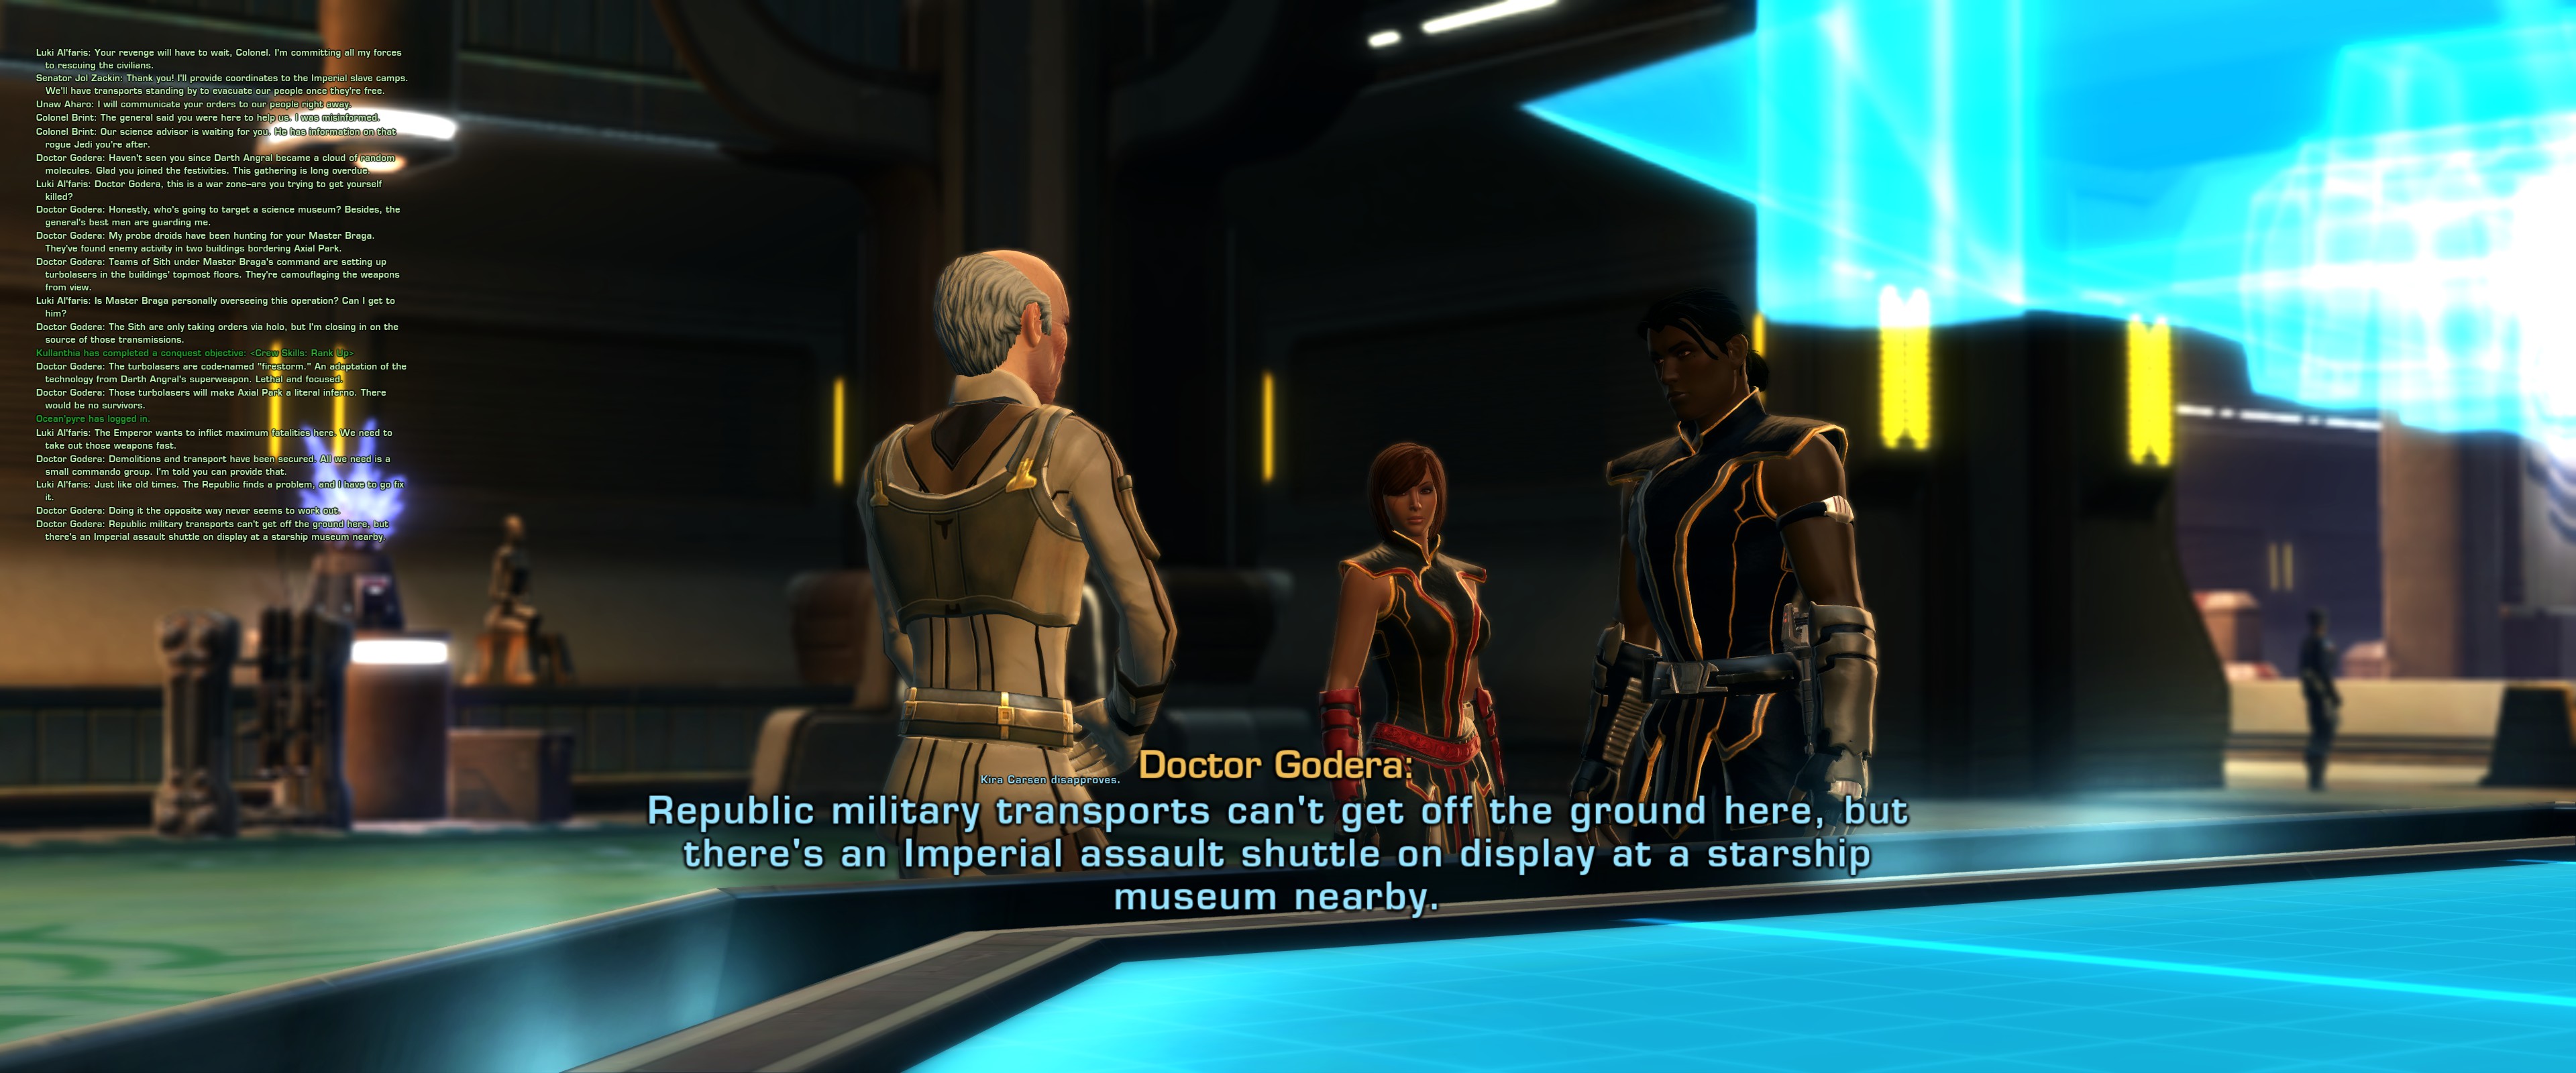 Luki Al'faris: Your revenge will have to wait, Colonel. I'm committing all my forces
to rescuing the civilians.
Senator Jol Zackin: Thank you! I'll provide coordinates to the Imperial slave camps.
We'll have transports standing by to evacuate our people once they're free.
Unaw Aharo: I will communicate your orders to our people right away.
Colonel Brint: The general said you were here to help us. I was misinformed.
Colonel Brint: Our science advisor is waiting for you. He has information on that
rogue Jedi you're after.
Doctor Godera: Haven't seen you since Darth Angral became a cloud of random
molecules. Glad you joined the festivities. This gathering is long overdue.
Luki Al'faris: Doctor Godera, this is a war zone–are you trying to get yourself
killed?
Doctor Godera: Honestly, who's going to target a science museum? Besides, the
general's best men are guarding me.
Doctor Godera: My probe droids have been hunting for your Master Braga.
They've found enemy activity in two buildings bordering Axial Park.
Doctor Godera: Teams of Sith under Master Braga's command are setting up
turbolasers in the buildings' topmost floors. They're camouflaging the weapons
from view.
Luki Al'faris: Is Master Braga personally overseeing this operation? Can I get to
him?
Doctor Godera: The Sith are only taking orders via holo, but I'm closing in on the
source of those transmissions.
Kullanthia has completed a conquest objective: <Crew Skills: Rank Up>
Doctor Godera: The turbolasers are code-named "firestorm." An adaptation of the
technology from Darth Angral's superweapon. Lethal and focused.
Doctor Godera: Those turbolasers will make Axial Park a literal inferno. There
would be no survivors.
Ocean'pyre has logged in.
Luki Al'faris: The Emperor wants to inflict maximum fatalities here. We need to
take out those weapons fast.
Doctor Godera: Demolitions and transport have been secured. All we need is a
small commando group. I'm told you can provide that.
Luki Al'faris: Just like old times. The Republic finds a problem, and I have to go fix
it.
Doctor Godera: Doing it the opposite way never seems to work out.
Doctor Godera: Republic military transports can't get off the ground here, but
there's an Imperial assault shuttle on display at a starship museum nearby.
Kira Carsen disapproves.
Doctor Godera:
Republic military transports can't get off the ground here, but
there's an Imperial assault shuttle on display at a starship
museum nearby.